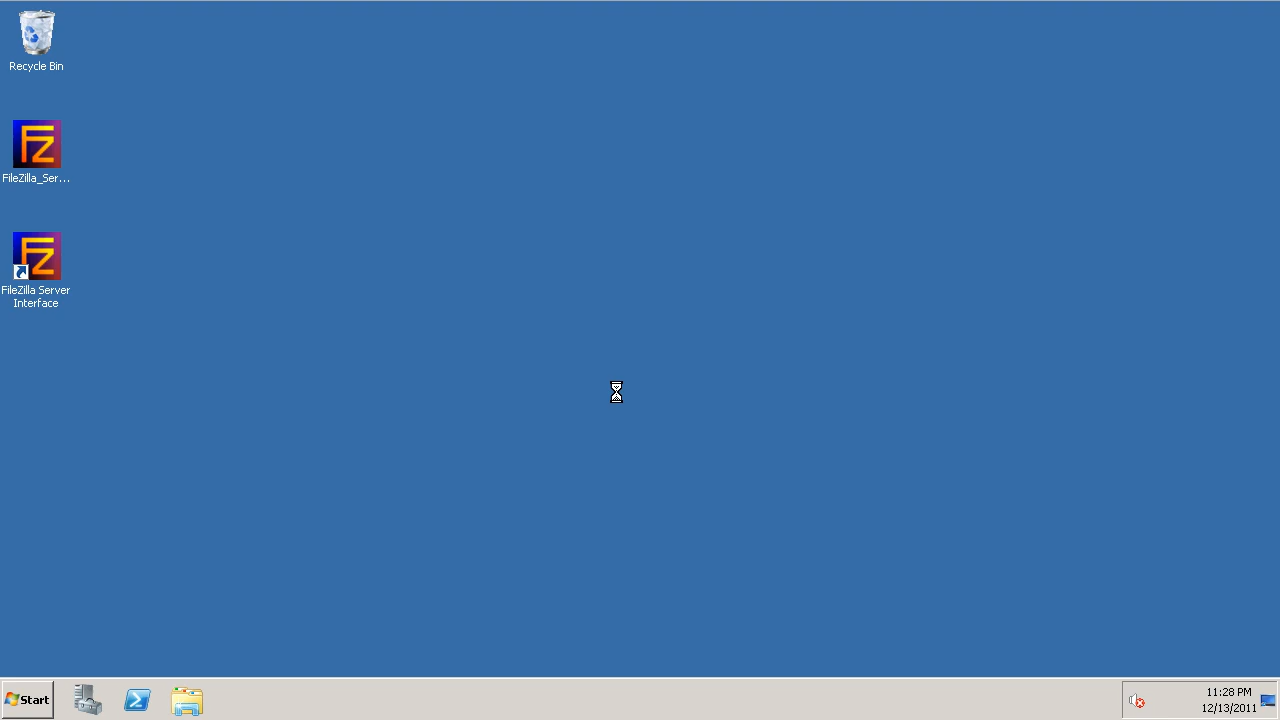 Recycle Bin
FileZilla_Ser...
FileZilla Server
Interface
Start
11:28 PM
12/13/2011